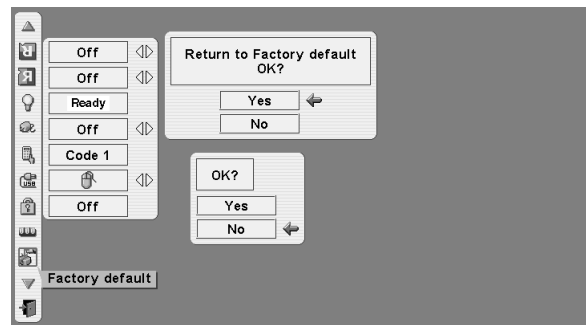 Off
Off
Ready
Off
Code 1
USB
Off
Factory default
Return to Factory default
OK?
Yes
No
OK?
Yes
No